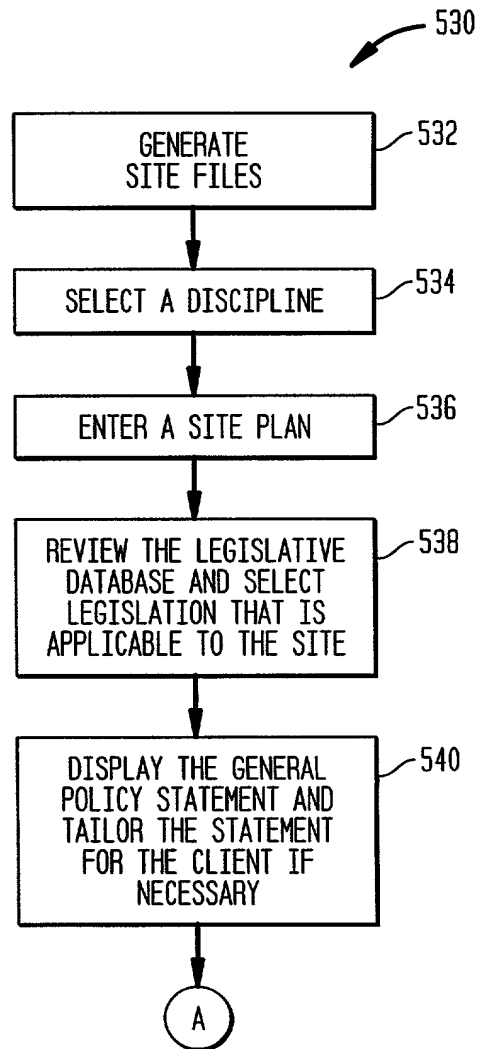 530
GENERATE
SITE FILES
532
SELECT A DISCIPLINE
534
ENTER A SITE PLAN
536
REVIEW THE LEGISLATIVE
DATABASE AND SELECT
LEGISLATION THAT IS
APPLICABLE TO THE SITE
538
DISPLAY THE GENERAL
POLICY STATEMENT AND
TAILOR THE STATEMENT
FOR THE CLIENT IF
NECESSARY
540
A